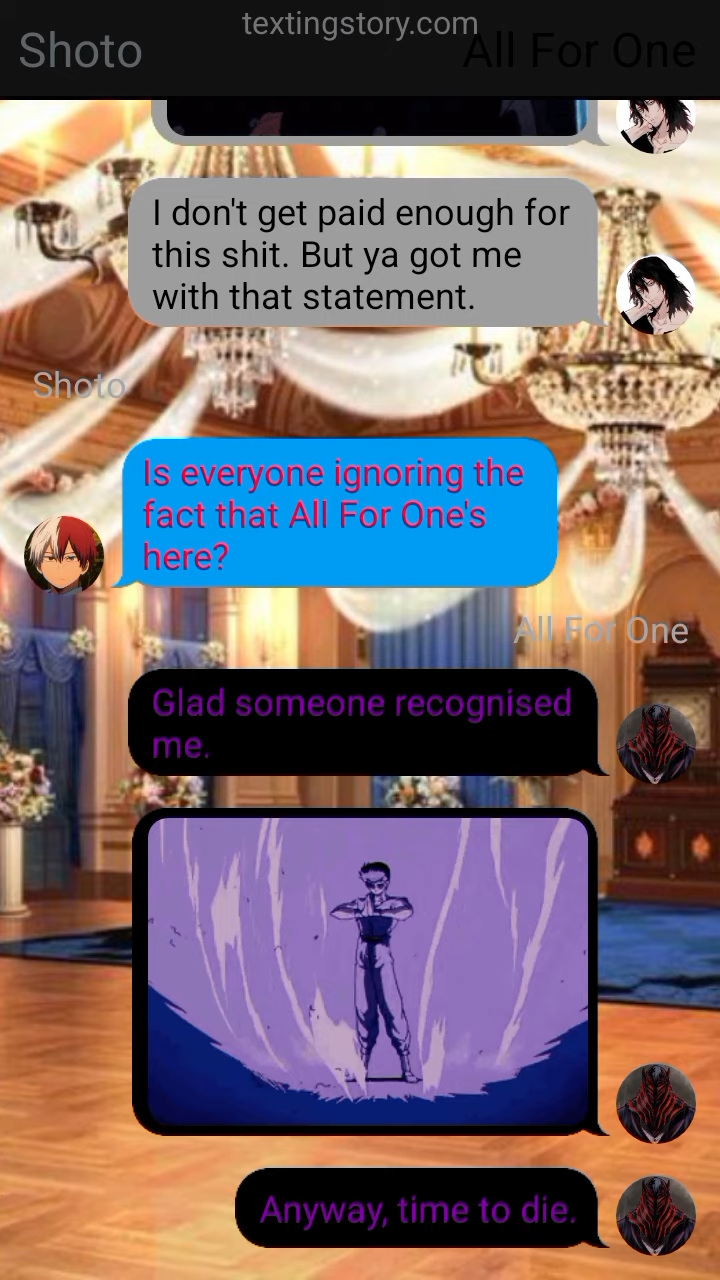 textingstory.com
Shoto
All For One
I don't get paid enough for
this shit. But ya got me
with that statement.
Shoto
Is everyone ignoring the
fact that All For One's
here?
All For One
Glad someone recognised
me.
Anyway, time to die.